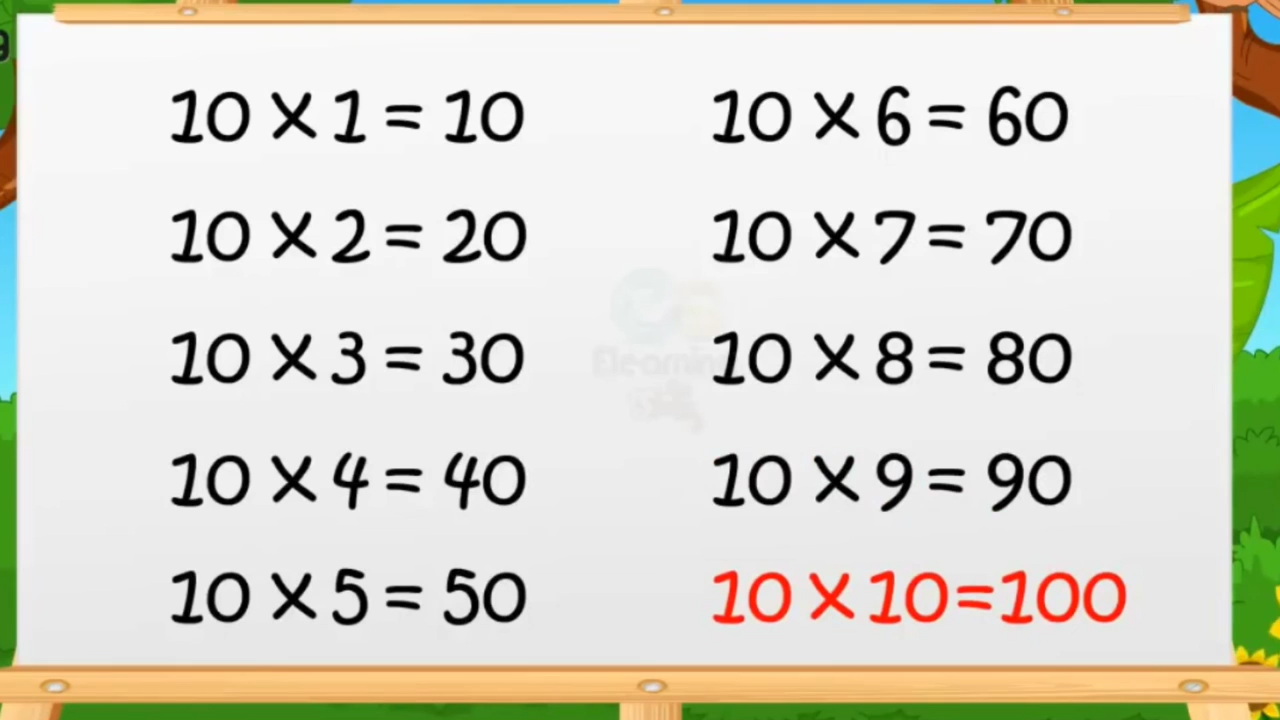 10 × 1 = 10
10 × 2 = 20
10 × 3 = 30
10 × 4 = 40
10 × 5 = 50
10 × 6 = 60
10 × 7 = 70
10 × 8 = 80
10 × 9 = 90
10 × 10=100